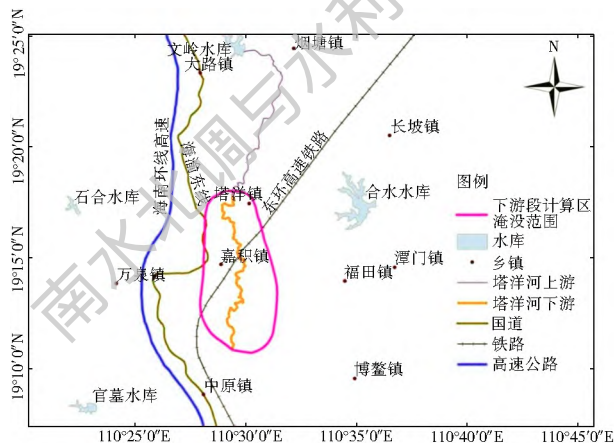 文岭水库
烟塘镇
大路镇
N
长坡镇
海南环线高速
海渝东线
东环高速铁路
塔洋镇
石合水库
合水水库
嘉积镇
万泉镇
福田镇
潭门镇
博鳌镇
官墓水库
中原镇
图例
下游段计算区
淹没范围
水库
乡镇
塔洋河上游
塔洋河下游
国道
铁路
高速公路
19°25′0″N
19°20′0″N
19°15′0″N
19°10′0″N
110°25′0″E
110°30′0″E
110°35′0″E
110°40′0″E
110°45′0″E
南水北调与水利